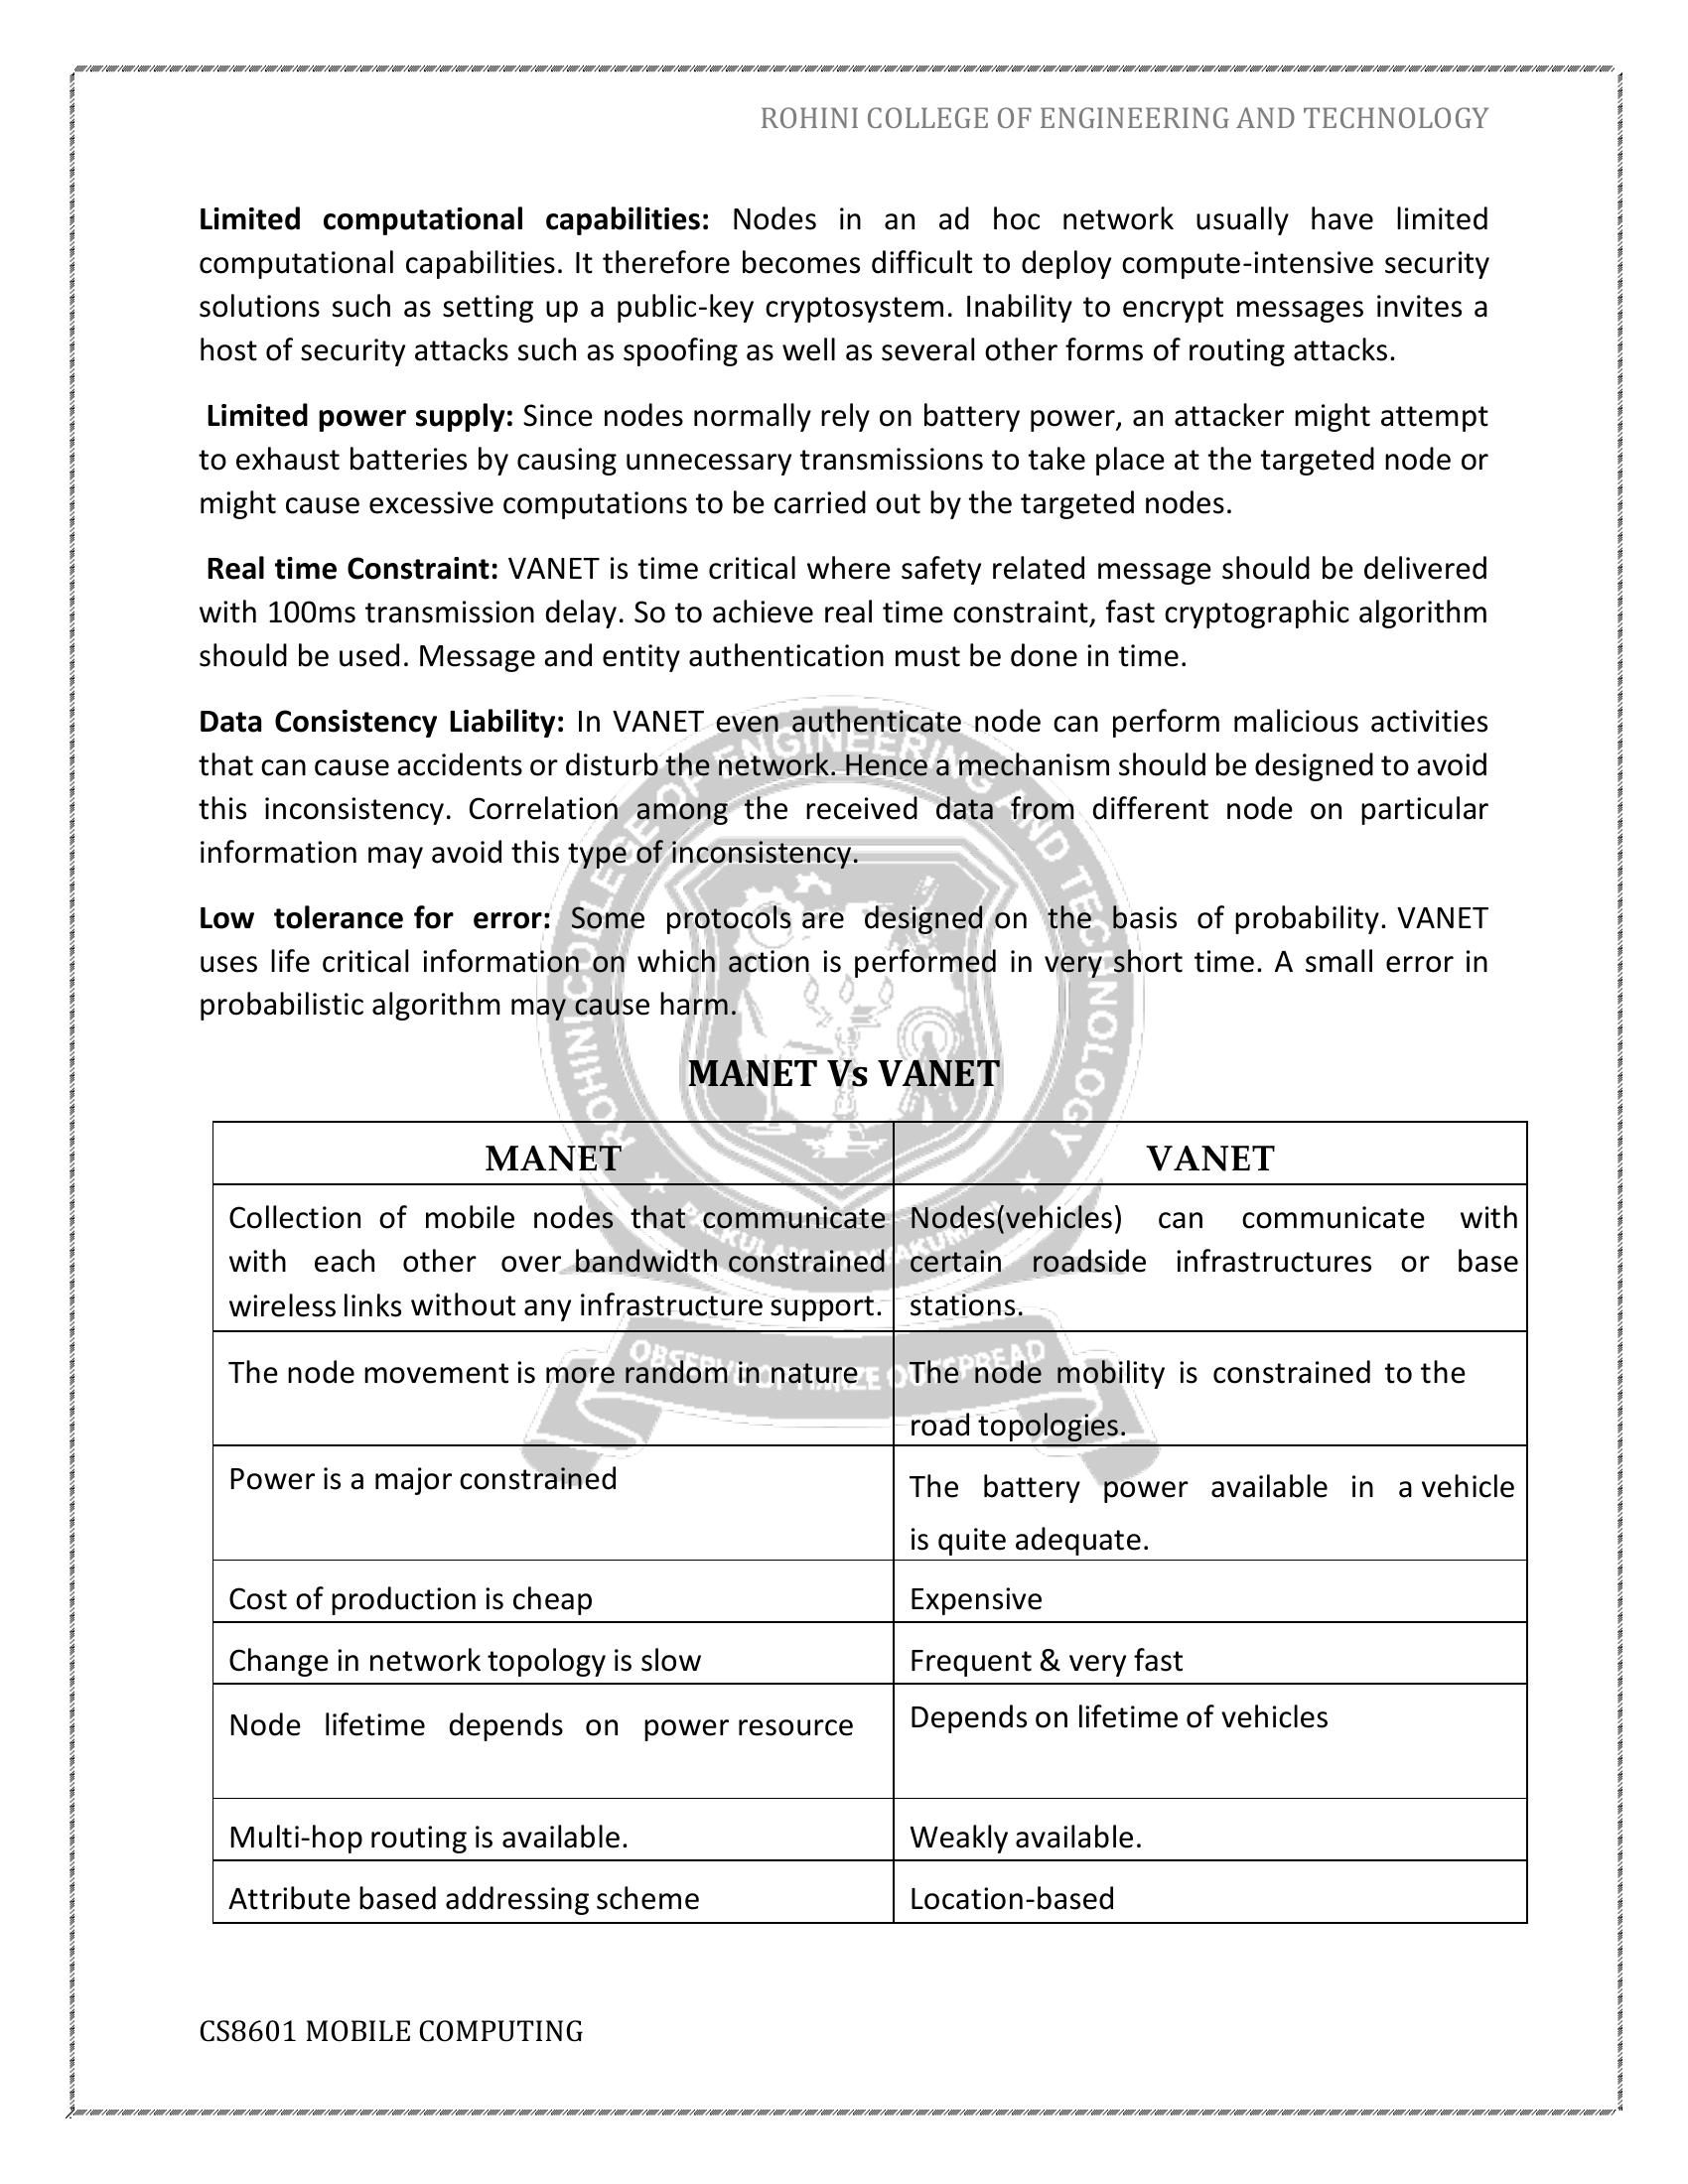 ROHINI COLLEGE OF ENGINEERING AND TECHNOLOGY
Limited computational capabilities: Nodes in an ad hoc network usually have limited
computational capabilities. It therefore becomes difficult to deploy compute-intensive security
solutions such as setting up a public-key cryptosystem. Inability to encrypt messages invites a
host of security attacks such as spoofing as well as several other forms of routing attacks.
Limited power supply: Since nodes normally rely on battery power, an attacker might attempt
to exhaust batteries by causing unnecessary transmissions to take place at the targeted node or
might cause excessive computations to be carried out by the targeted nodes.
Real time Constraint: VANET is time critical where safety related message should be delivered
with 100ms transmission delay. So to achieve real time constraint, fast cryptographic algorithm
should be used. Message and entity authentication must be done in time.
Data Consistency Liability: In VANET even authenticate node can perform malicious activities
that can cause accidents or disturb the network. Hence a mechanism should be designed to avoid
this inconsistency. Correlation among the received data from different node on particular
information may avoid this type of inconsistency.
Low tolerance for error: Some protocols are designed on the basis of probability. VANET
uses life critical information on which action is performed in very short time. A small error in
probabilistic algorithm may cause harm.
ROHINI COLLEGE OF ENGINEERING AND TECHNOLOGY
MANET Vs VANET
MANET
VANET
Collection of mobile nodes that communicate
with each other over bandwidth constrained
wireless links without any infrastructure support.
Nodes(vehicles) can communicate with
certain roadside infrastructures or base
stations.
The node movement is more random in nature
The node mobility is constrained to the
road topologies.
Power is a major constrained
The battery power available in a vehicle
is quite adequate.
Cost of production is cheap
Expensive
Change in network topology is slow
Frequent & very fast
Node lifetime depends on power resource
Depends on lifetime of vehicles
Multi-hop routing is available.
Weakly available.
Attribute based addressing scheme
Location-based
CS8601 MOBILE COMPUTING